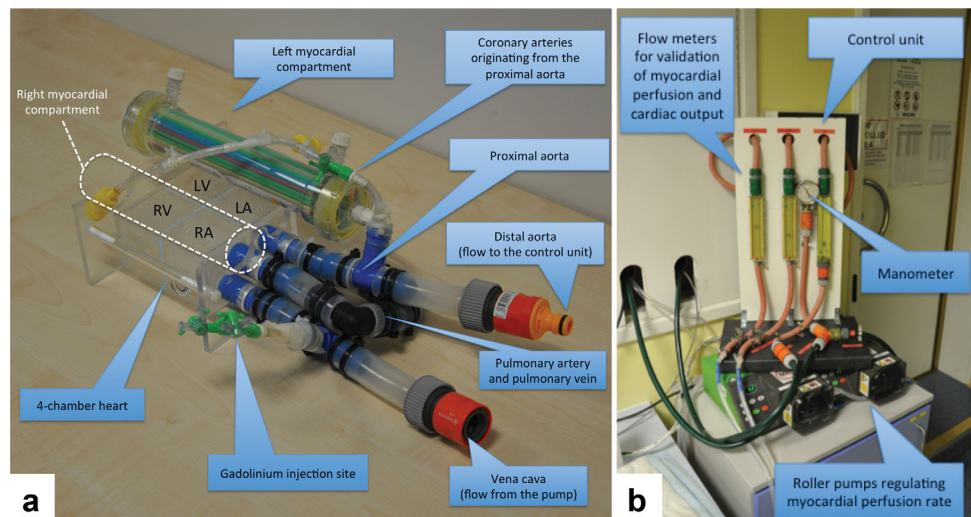 Left myocardial
compartment
Coronary arteries
originating from the
proximal aorta
Right myocardial
compartment
Proximal aorta
LV
RV
LA
RA
Distal aorta
(flow to the control unit)
Pulmonary artery
and pulmonary vein
4-chamber heart
Gadolinium injection site
Vena cava
(flow from the pump)
a
Flow meters
for validation
of myocardial
perfusion and
cardiac output
Control unit
Manometer
Roller pumps regulating
myocardial perfusion rate
b